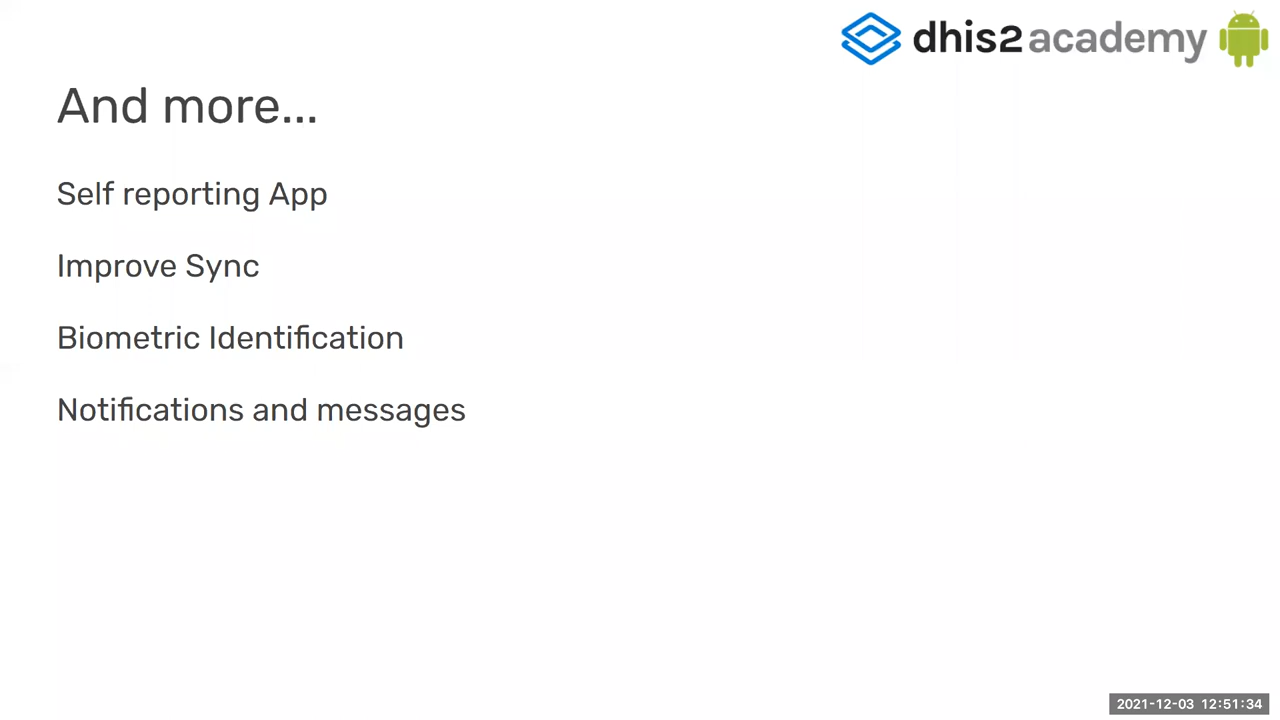 dhis2 academy
And more...
Self reporting App
Improve Sync
Biometric Identification
Notifications and messages
2021-12-03 12:51:34